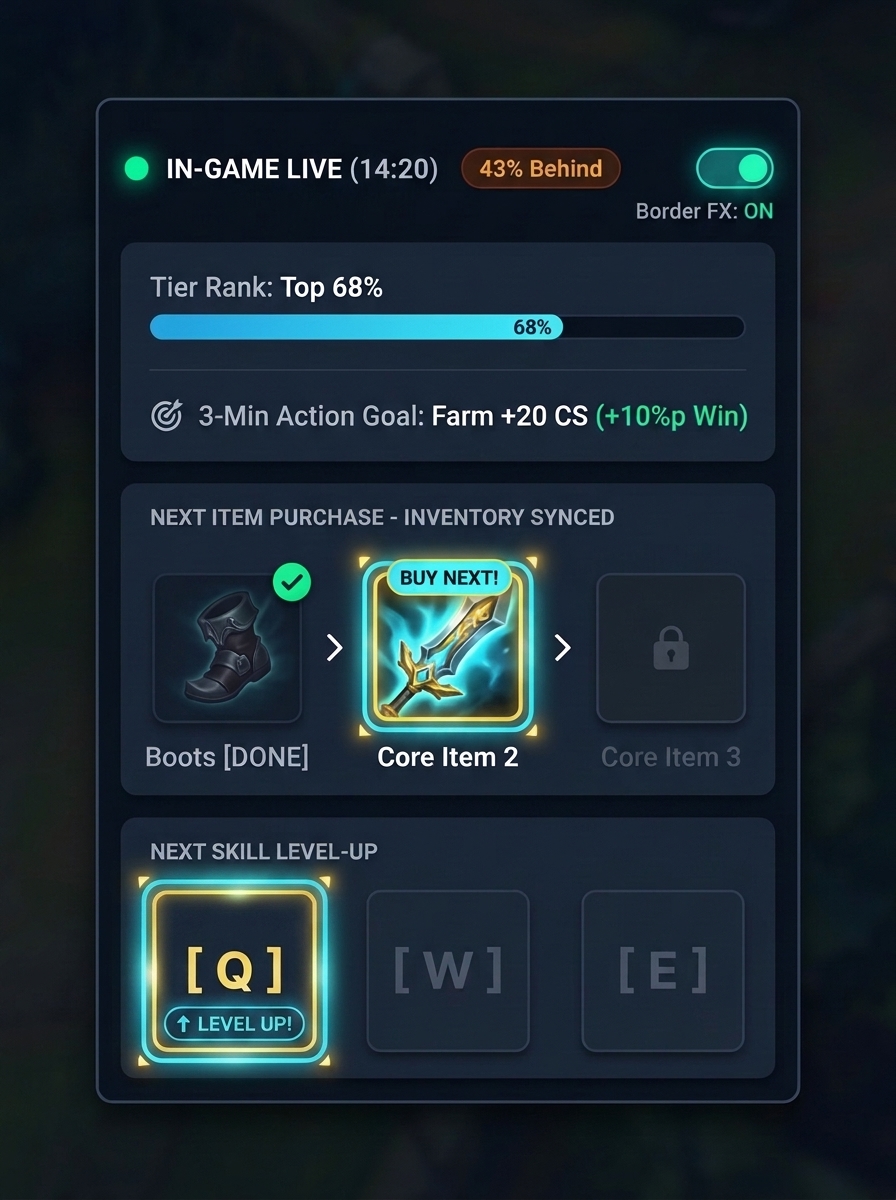 IN-GAME LIVE (14:20)
43% Behind
Border FX: ON
Tier Rank: Top 68%
68%
3-Min Action Goal: Farm +20 CS (+10%p Win)
NEXT ITEM PURCHASE - INVENTORY SYNCED
BUY NEXT!
Boots [DONE]
Core Item 2
Core Item 3
NEXT SKILL LEVEL-UP
[ Q ]
↑ LEVEL UP!
[ W ]
[ E ]